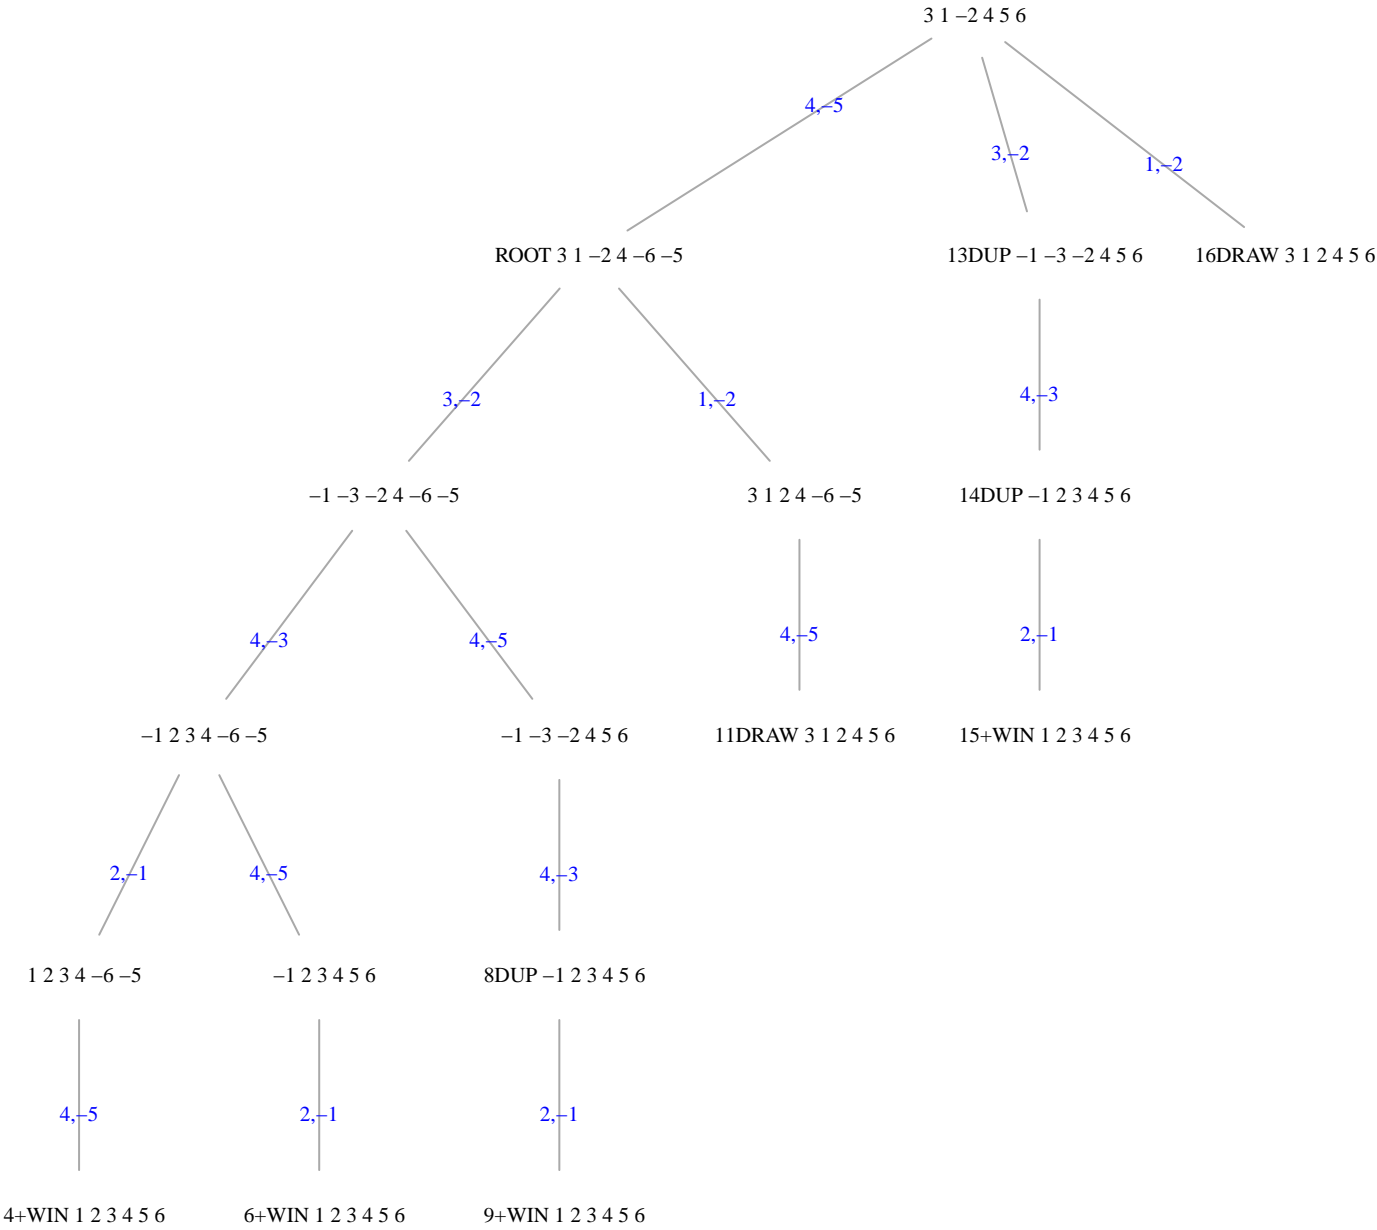 3 1 –2 4 5 6
4,–5
3,–2
1,–2
ROOT 3 1 –2 4 –6 –5
13DUP –1 –3 –2 4 5 6
16DRAW 3 1 2 4 5 6
3,–2
1,–2
4,–3
–1 –3 –2 4 –6 –5
3 1 2 4 –6 –5
14DUP –1 2 3 4 5 6
4,–3
4,–5
4,–5
2,–1
–1 2 3 4 –6 –5
–1 –3 –2 4 5 6
11DRAW 3 1 2 4 5 6
15+WIN 1 2 3 4 5 6
2,–1
4,–5
4,–3
1 2 3 4 –6 –5
–1 2 3 4 5 6
8DUP –1 2 3 4 5 6
4,–5
2,–1
2,–1
4+WIN 1 2 3 4 5 6
6+WIN 1 2 3 4 5 6
9+WIN 1 2 3 4 5 6